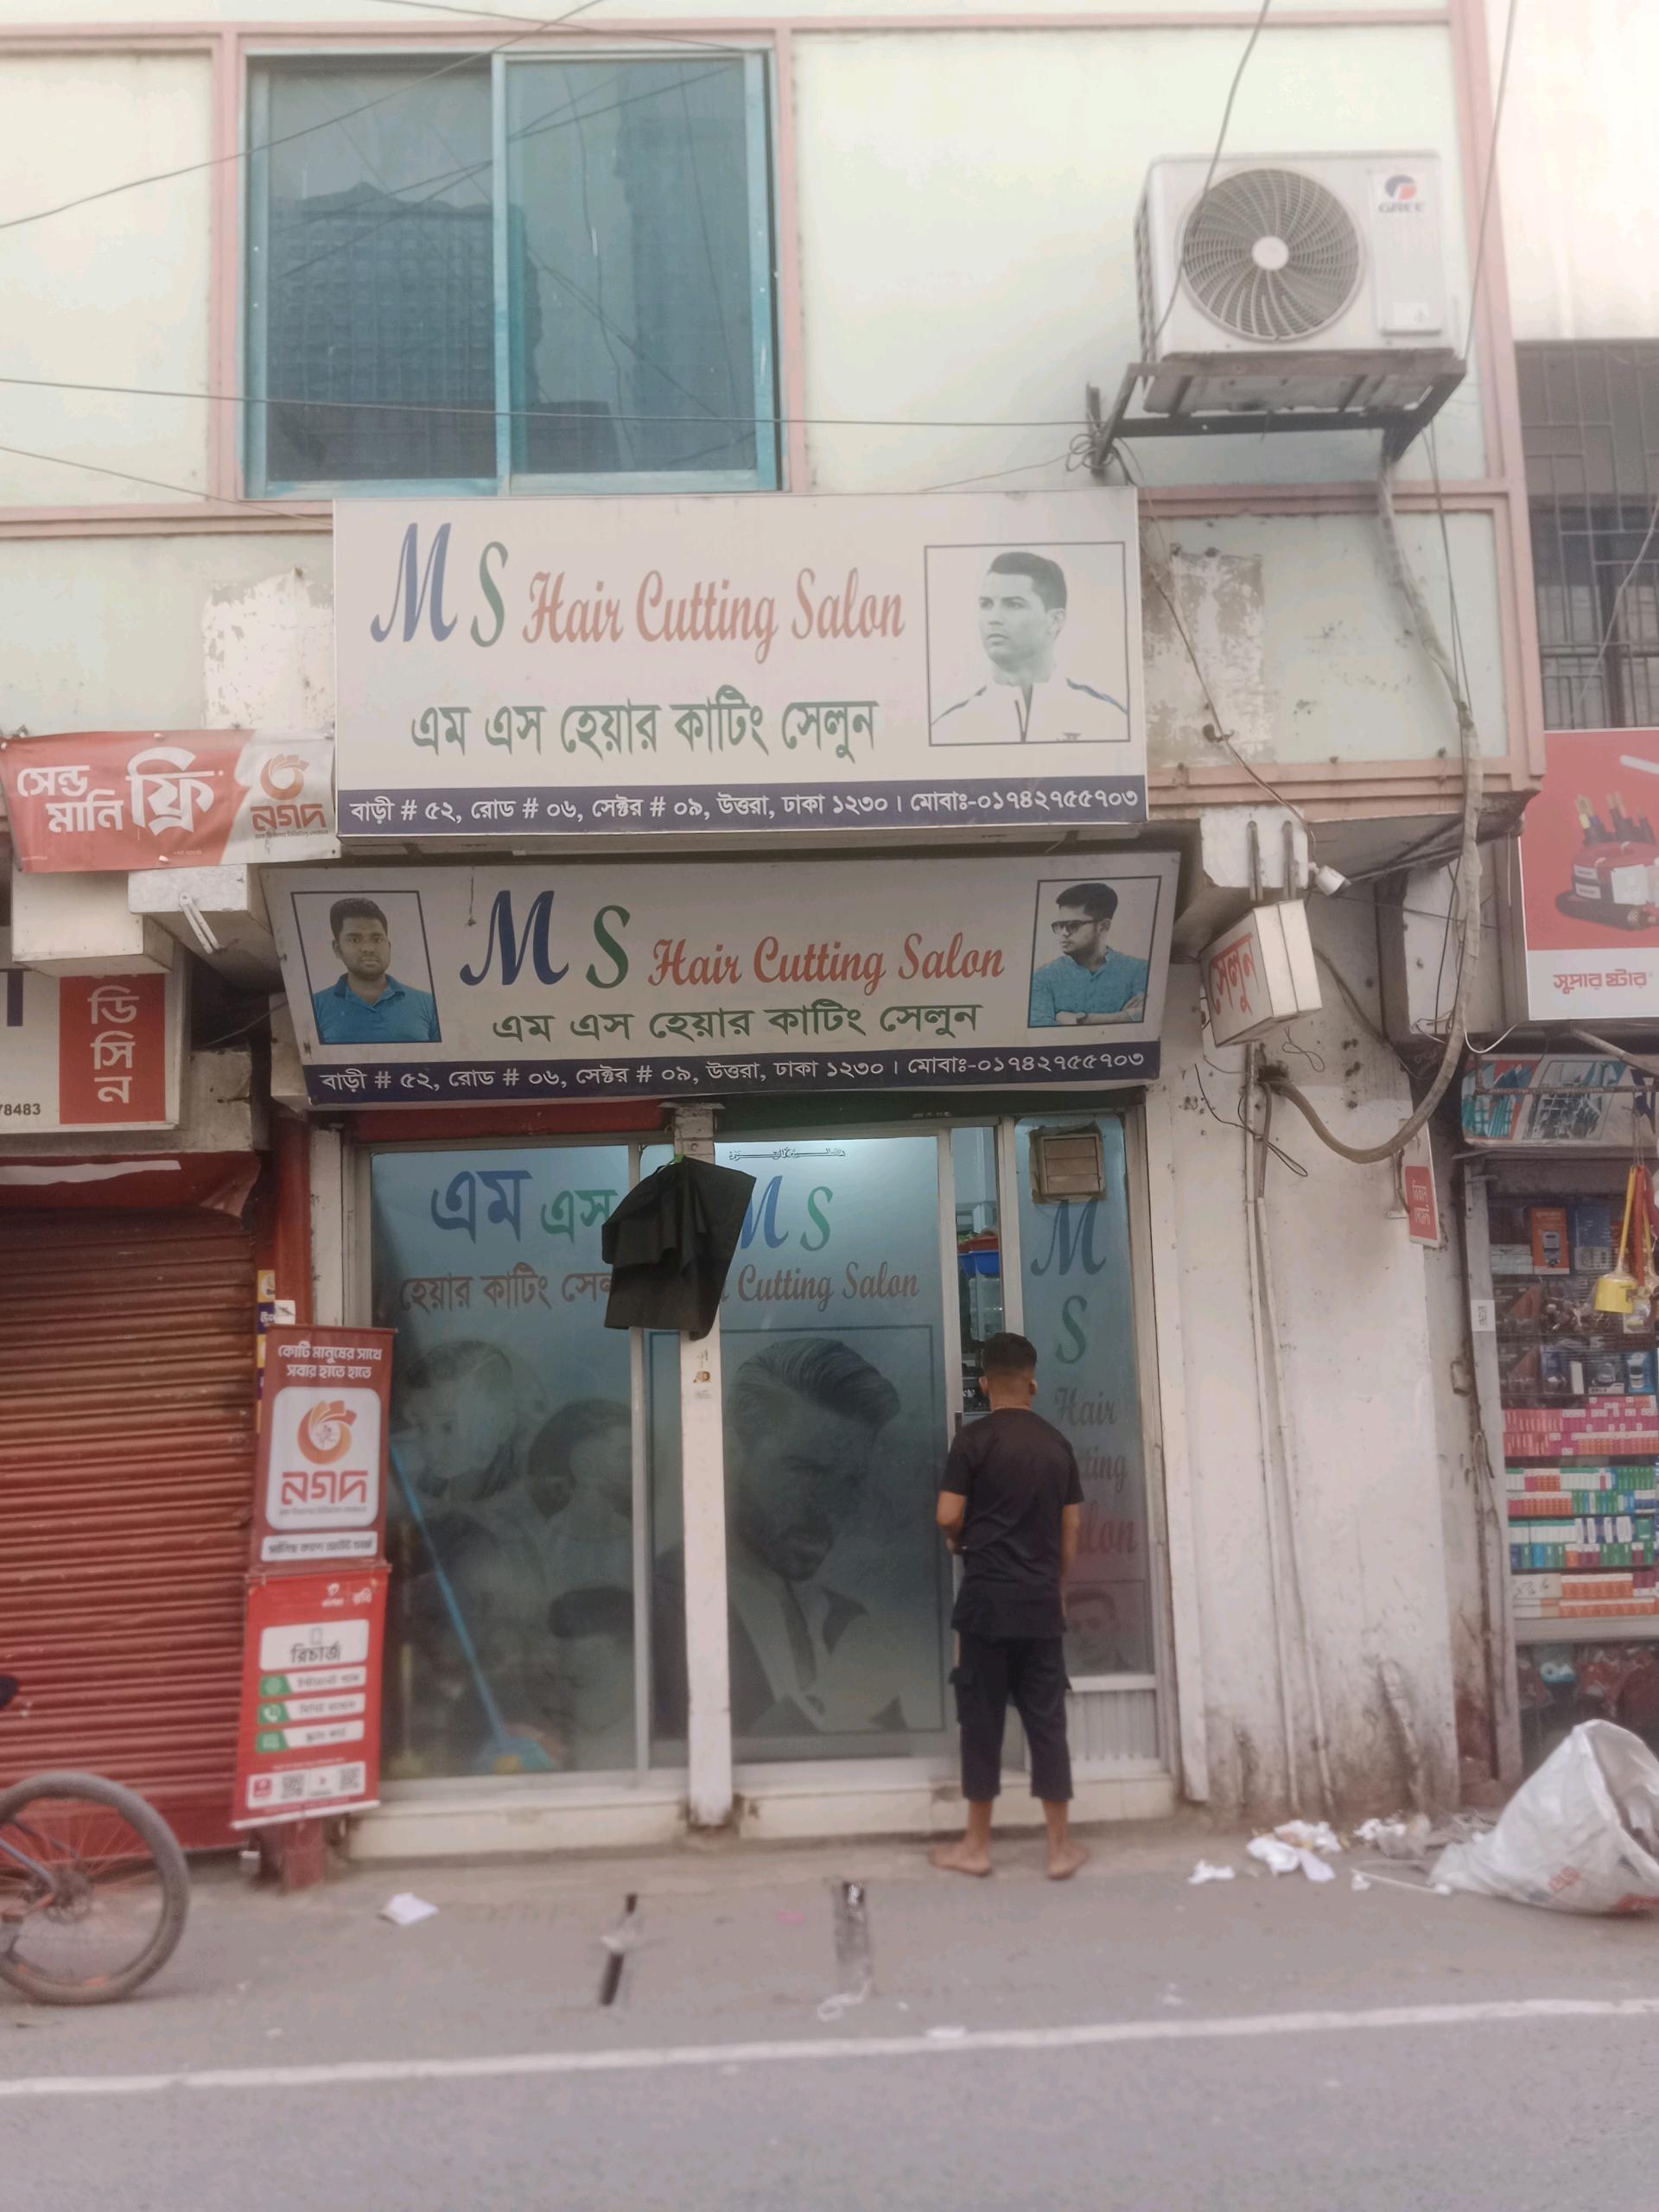 GREE
M S Hair Cutting Salon
এম এস হেয়ার কাটিং সেলুন
বাড়ী # ৫২, রোড # ০৬, সেক্টর # ০৯, উত্তরা, ঢাকা ১২৩০ । মোবাঃ-০১৭৪২৭৫৫৭০৩
সেন্ড
মানি ফ্রি
নগদ
M S Hair Cutting Salon
এম এস হেয়ার কাটিং সেলুন
বাড়ী # ৫২, রোড # ০৬, সেক্টর # ০৯, উত্তরা, ঢাকা ১২৩০ । মোবাঃ-০১৭৪২৭৫৫৭০৩
সেলুন
সুপার ষ্টার
ডি
সি
ন
78483
এম এস
হেয়ার কাটিং
M S
Cutting Salon
M
S
Hair
কোটি মানুষের সাথে
সবার হাতে হাতে
নগদ
রবি
রিচার্জ